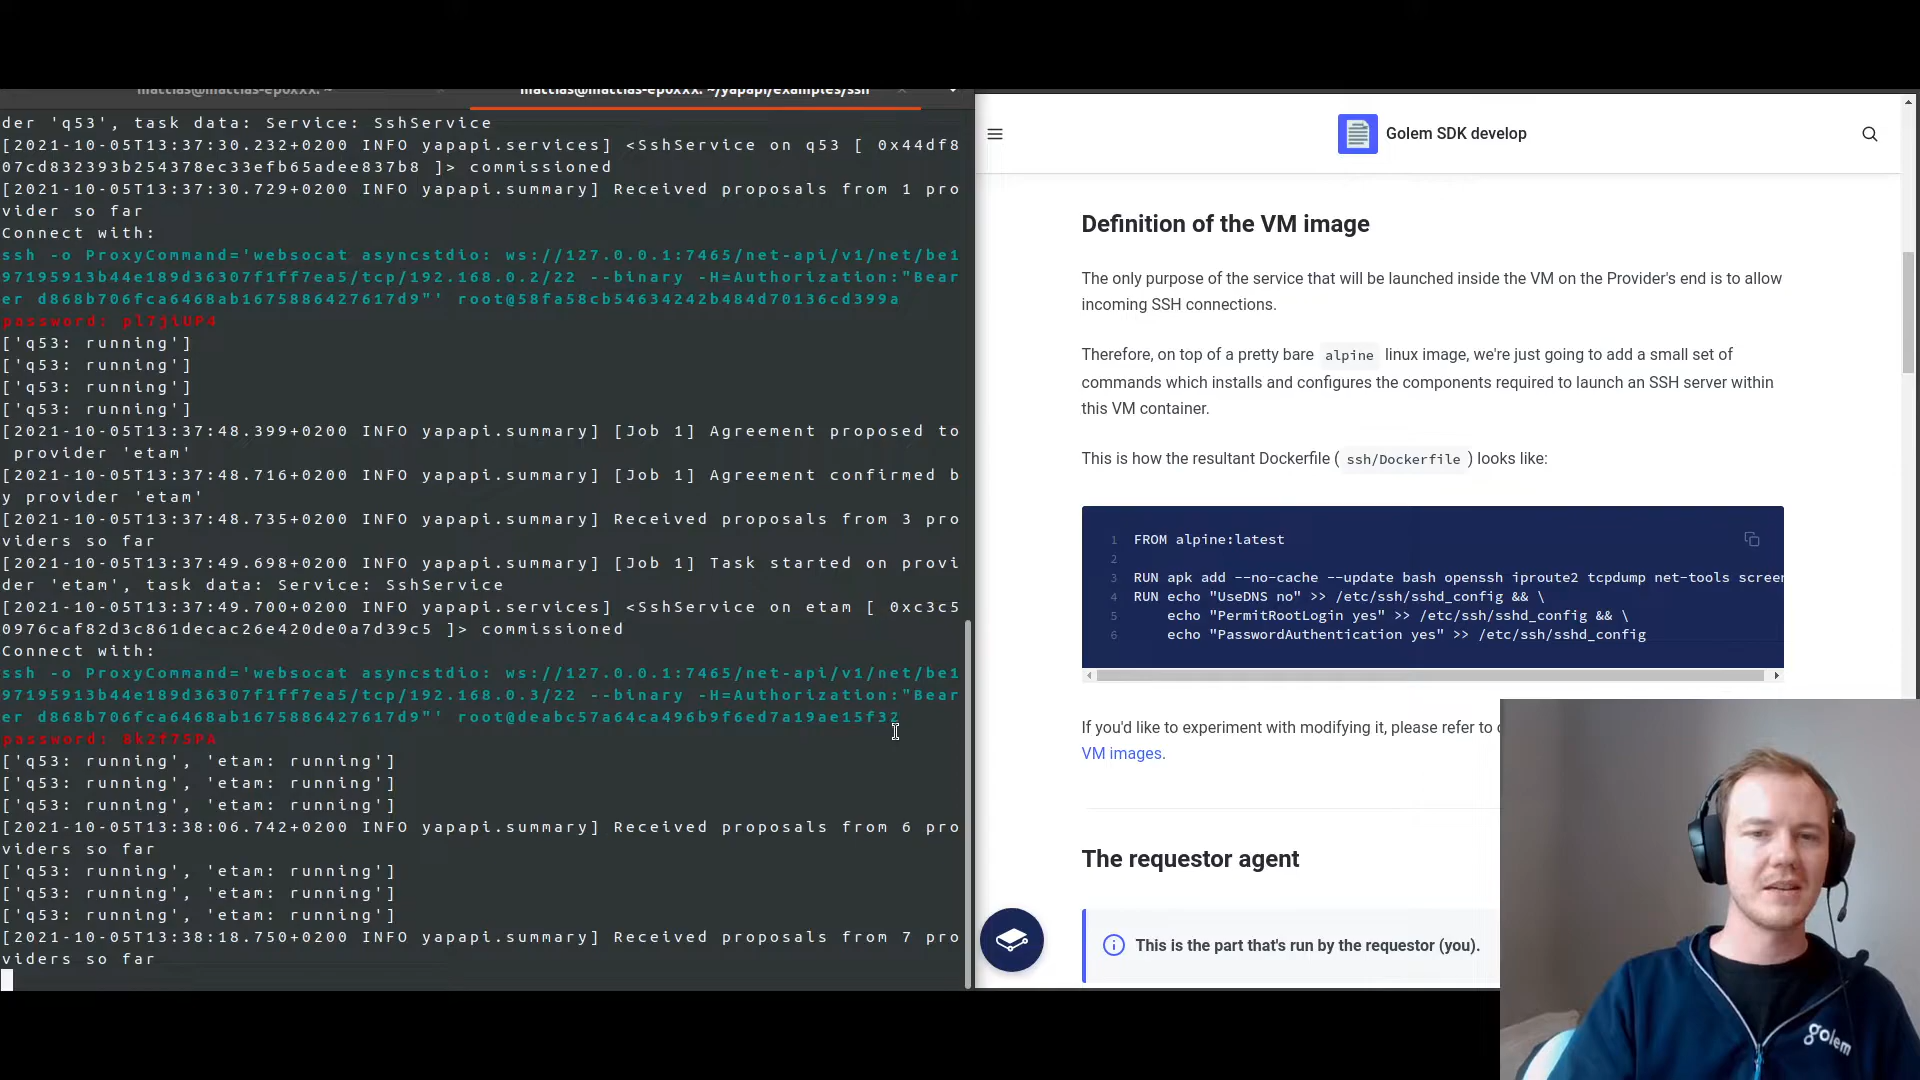 mattias@mattias-ep0xxx: ~
mattias@mattias-ep0xxx: ~/yapapi/examples/ssh
der 'q53', task data: Service: SshService
[2021-10-05T13:37:30.232+0200 INFO yapapi.services] <SshService on q53 [ 0x44df8
07cd832393b254378ec33efb65adee837b8 ]> commissioned
[2021-10-05T13:37:30.729+0200 INFO yapapi.summary] Received proposals from 1 pro
vider so far
Connect with:
ssh -o ProxyCommand='websocat asyncstdio: ws://127.0.0.1:7465/net-api/v1/net/be1
97195913b44e189d36307f1ff7ea5/tcp/192.168.0.2/22 --binary -H=Authorization:"Bear
er d868b706fca6468ab1675886427617d9"' root@58fa58cb54634242b484d70136cd399a
password: pl7jiUP4
['q53: running']
['q53: running']
['q53: running']
['q53: running']
[2021-10-05T13:37:48.399+0200 INFO yapapi.summary] [Job 1] Agreement proposed to
provider 'etam'
[2021-10-05T13:37:48.716+0200 INFO yapapi.summary] [Job 1] Agreement confirmed b
y provider 'etam'
[2021-10-05T13:37:48.735+0200 INFO yapapi.summary] Received proposals from 3 pro
viders so far
[2021-10-05T13:37:49.698+0200 INFO yapapi.summary] [Job 1] Task started on provi
der 'etam', task data: Service: SshService
[2021-10-05T13:37:49.700+0200 INFO yapapi.services] <SshService on etam [ 0xc3c5
0976caf82d3c861decac26e420de0a7d39c5 ]> commissioned
Connect with:
ssh -o ProxyCommand='websocat asyncstdio: ws://127.0.0.1:7465/net-api/v1/net/be1
97195913b44e189d36307f1ff7ea5/tcp/192.168.0.3/22 --binary -H=Authorization:"Bear
er d868b706fca6468ab1675886427617d9"' root@deabc57a64ca496b9f6ed7a19ae15f32
password: 8k2f75PA
['q53: running', 'etam: running']
['q53: running', 'etam: running']
['q53: running', 'etam: running']
[2021-10-05T13:38:06.742+0200 INFO yapapi.summary] Received proposals from 6 pro
viders so far
['q53: running', 'etam: running']
['q53: running', 'etam: running']
['q53: running', 'etam: running']
[2021-10-05T13:38:18.750+0200 INFO yapapi.summary] Received proposals from 7 pro
viders so far
Golem SDK develop
Definition of the VM image
The only purpose of the service that will be launched inside the VM on the Provider's end is to allow
incoming SSH connections.
Therefore, on top of a pretty bare alpine linux image, we're just going to add a small set of
commands which installs and configures the components required to launch an SSH server within
this VM container.
This is how the resultant Dockerfile ( ssh/Dockerfile ) looks like:
1 FROM alpine:latest
2
3 RUN apk add --no-cache --update bash openssh iproute2 tcpdump net-tools screen
4 RUN echo "UseDNS no" >> /etc/ssh/sshd_config && \
5 echo "PermitRootLogin yes" >> /etc/ssh/sshd_config && \
6 echo "PasswordAuthentication yes" >> /etc/ssh/sshd_config
If you'd like to experiment with modifying it, please refer to
VM images.
The requestor agent
This is the part that's run by the requestor (you).
golem